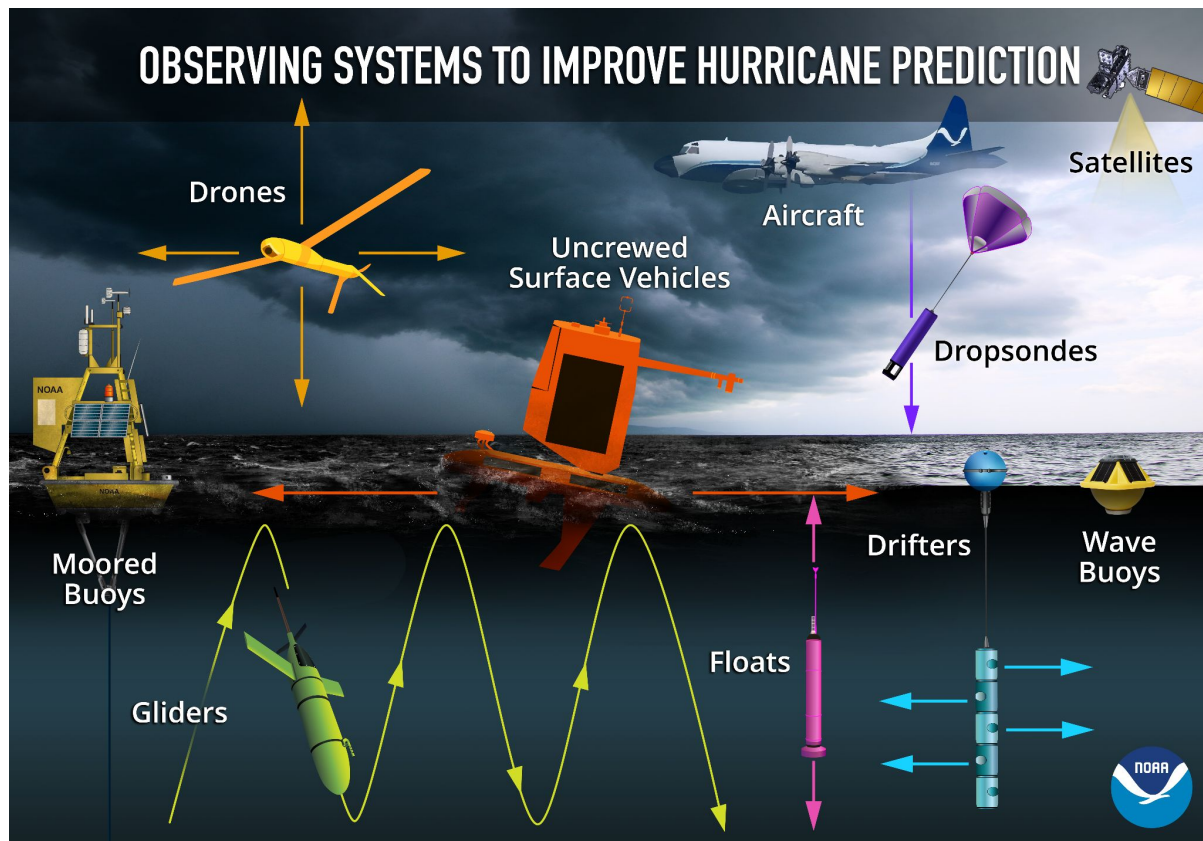 OBSERVING SYSTEMS TO IMPROVE HURRICANE PREDICTION
Satellites
Drones
Aircraft
Uncrewed
Surface Vehicles
Dropsondes
NOAA
NOAA
Moored
Buoys
Drifters
Wave
Buoys
Floats
Gliders
NOAA